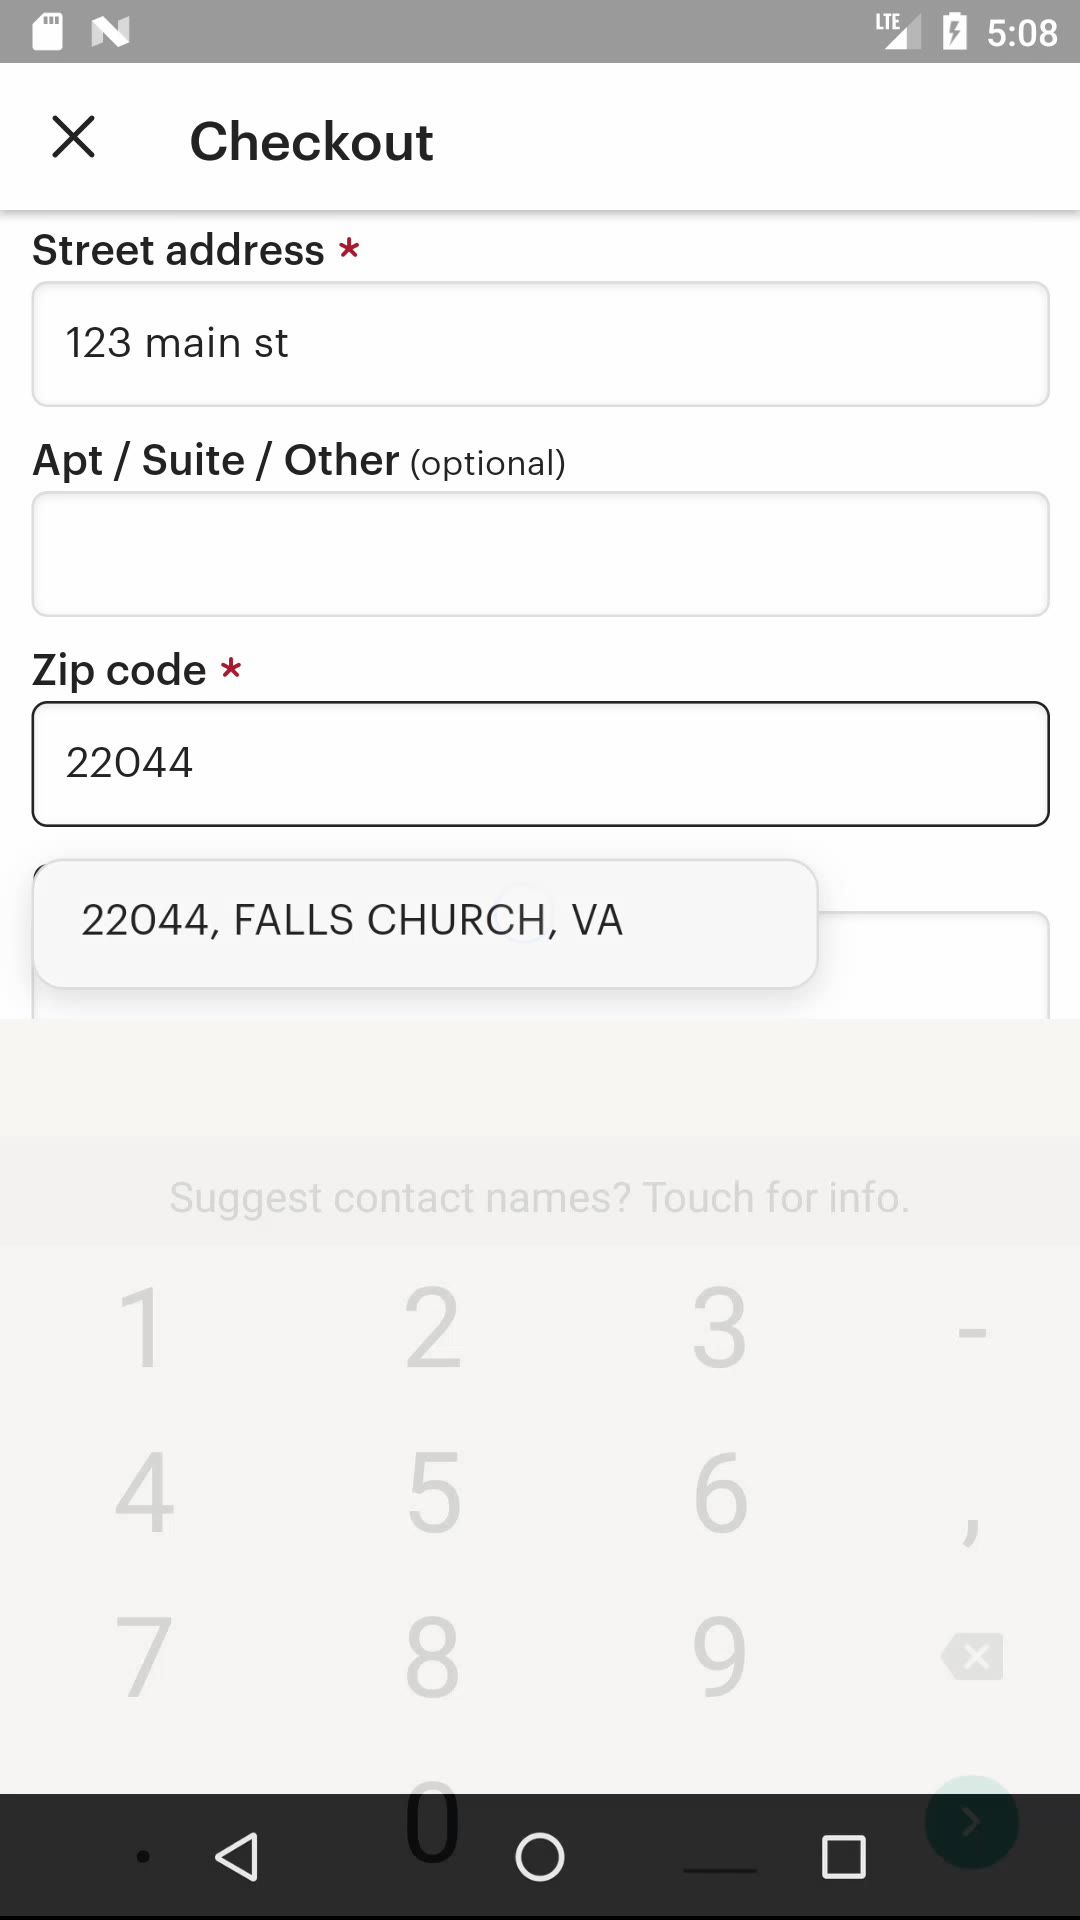 LTE 5:08
Checkout
Street address *
123 main st
Apt / Suite / Other (optional)
Zip code *
22044
22044, FALLS CHURCH, VA
Suggest contact names? Touch for info.
1 2 3 -
4 5 6 ,
7 8 9
. 0